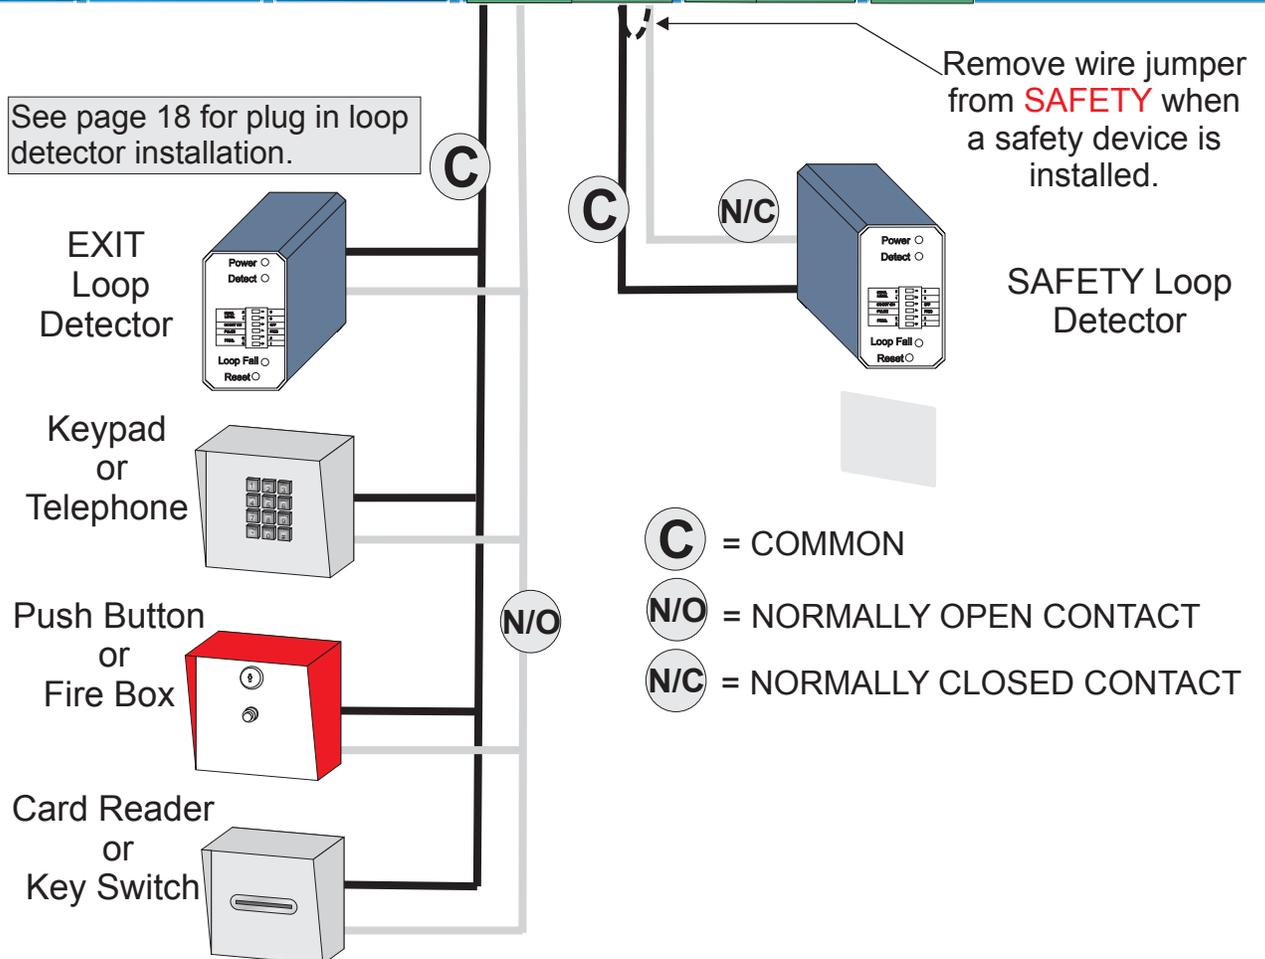 Remove wire jumper
from SAFETY when
a safety device is
installed.
See page 18 for plug in loop
detector installation.
C
C
N/C
EXIT
Loop
Detector
Power
Detect
Loop Fail
Reset
Power
Detect
Loop Fail
Reset
SAFETY Loop
Detector
Keypad
or
Telephone
C = COMMON
N/O = NORMALLY OPEN CONTACT
N/C = NORMALLY CLOSED CONTACT
Push Button
or
Fire Box
N/O
Card Reader
or
Key Switch